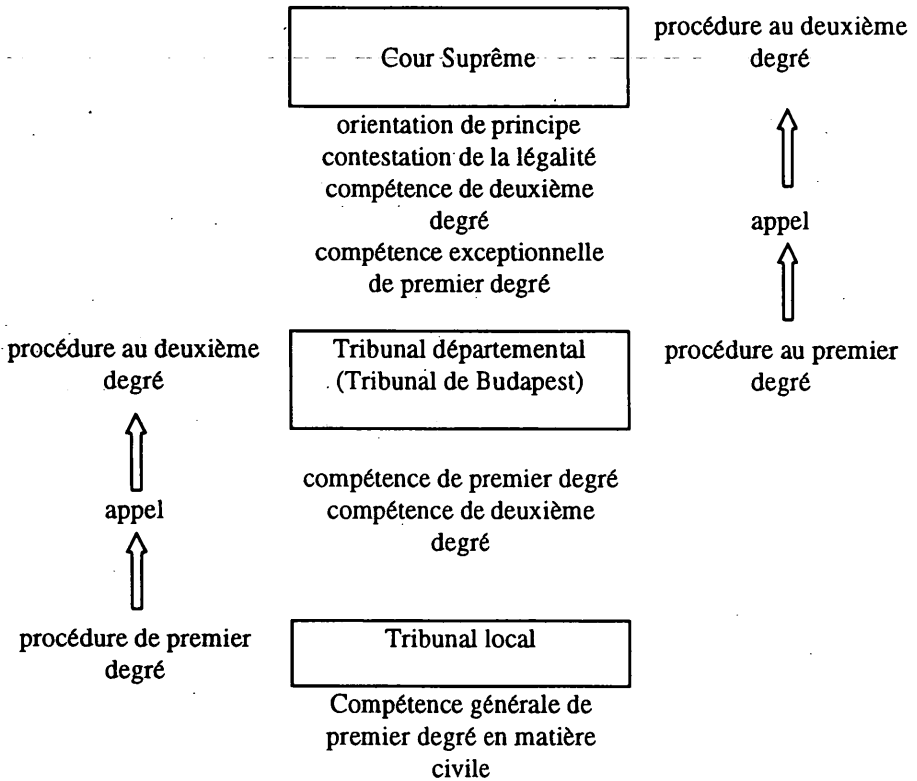 Cour Suprême
procédure au deuxième
degré
orientation de principe
contestation de la légalité
compétence de deuxième
degré
compétence exceptionnelle
de premier degré
appel
procédure au deuxième
degré
Tribunal départemental
(Tribunal de Budapest)
procédure au premier
degré
compétence de premier degré
compétence de deuxième
degré
appel
procédure de premier
degré
Tribunal local
Compétence générale de
premier degré en matière
civile